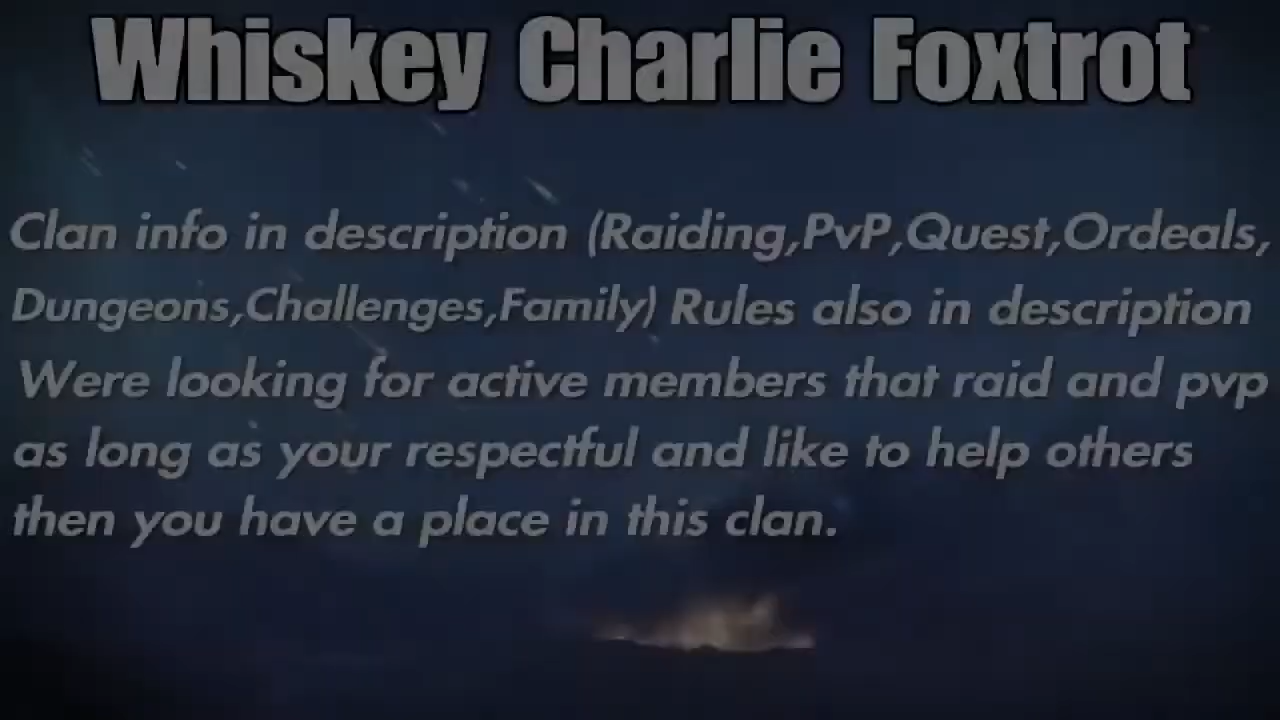 Whiskey Charlie Foxtrot
Clan info in description (Raiding,PvP,Quest,Ordeals,
Dungeons,Challenges,Family) Rules also in description
Were looking for active members that raid and pvp
as long as your respectful and like to help others
then you have a place in this clan.